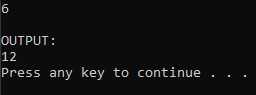 6
OUTPUT:
12
Press any key to continue . . .